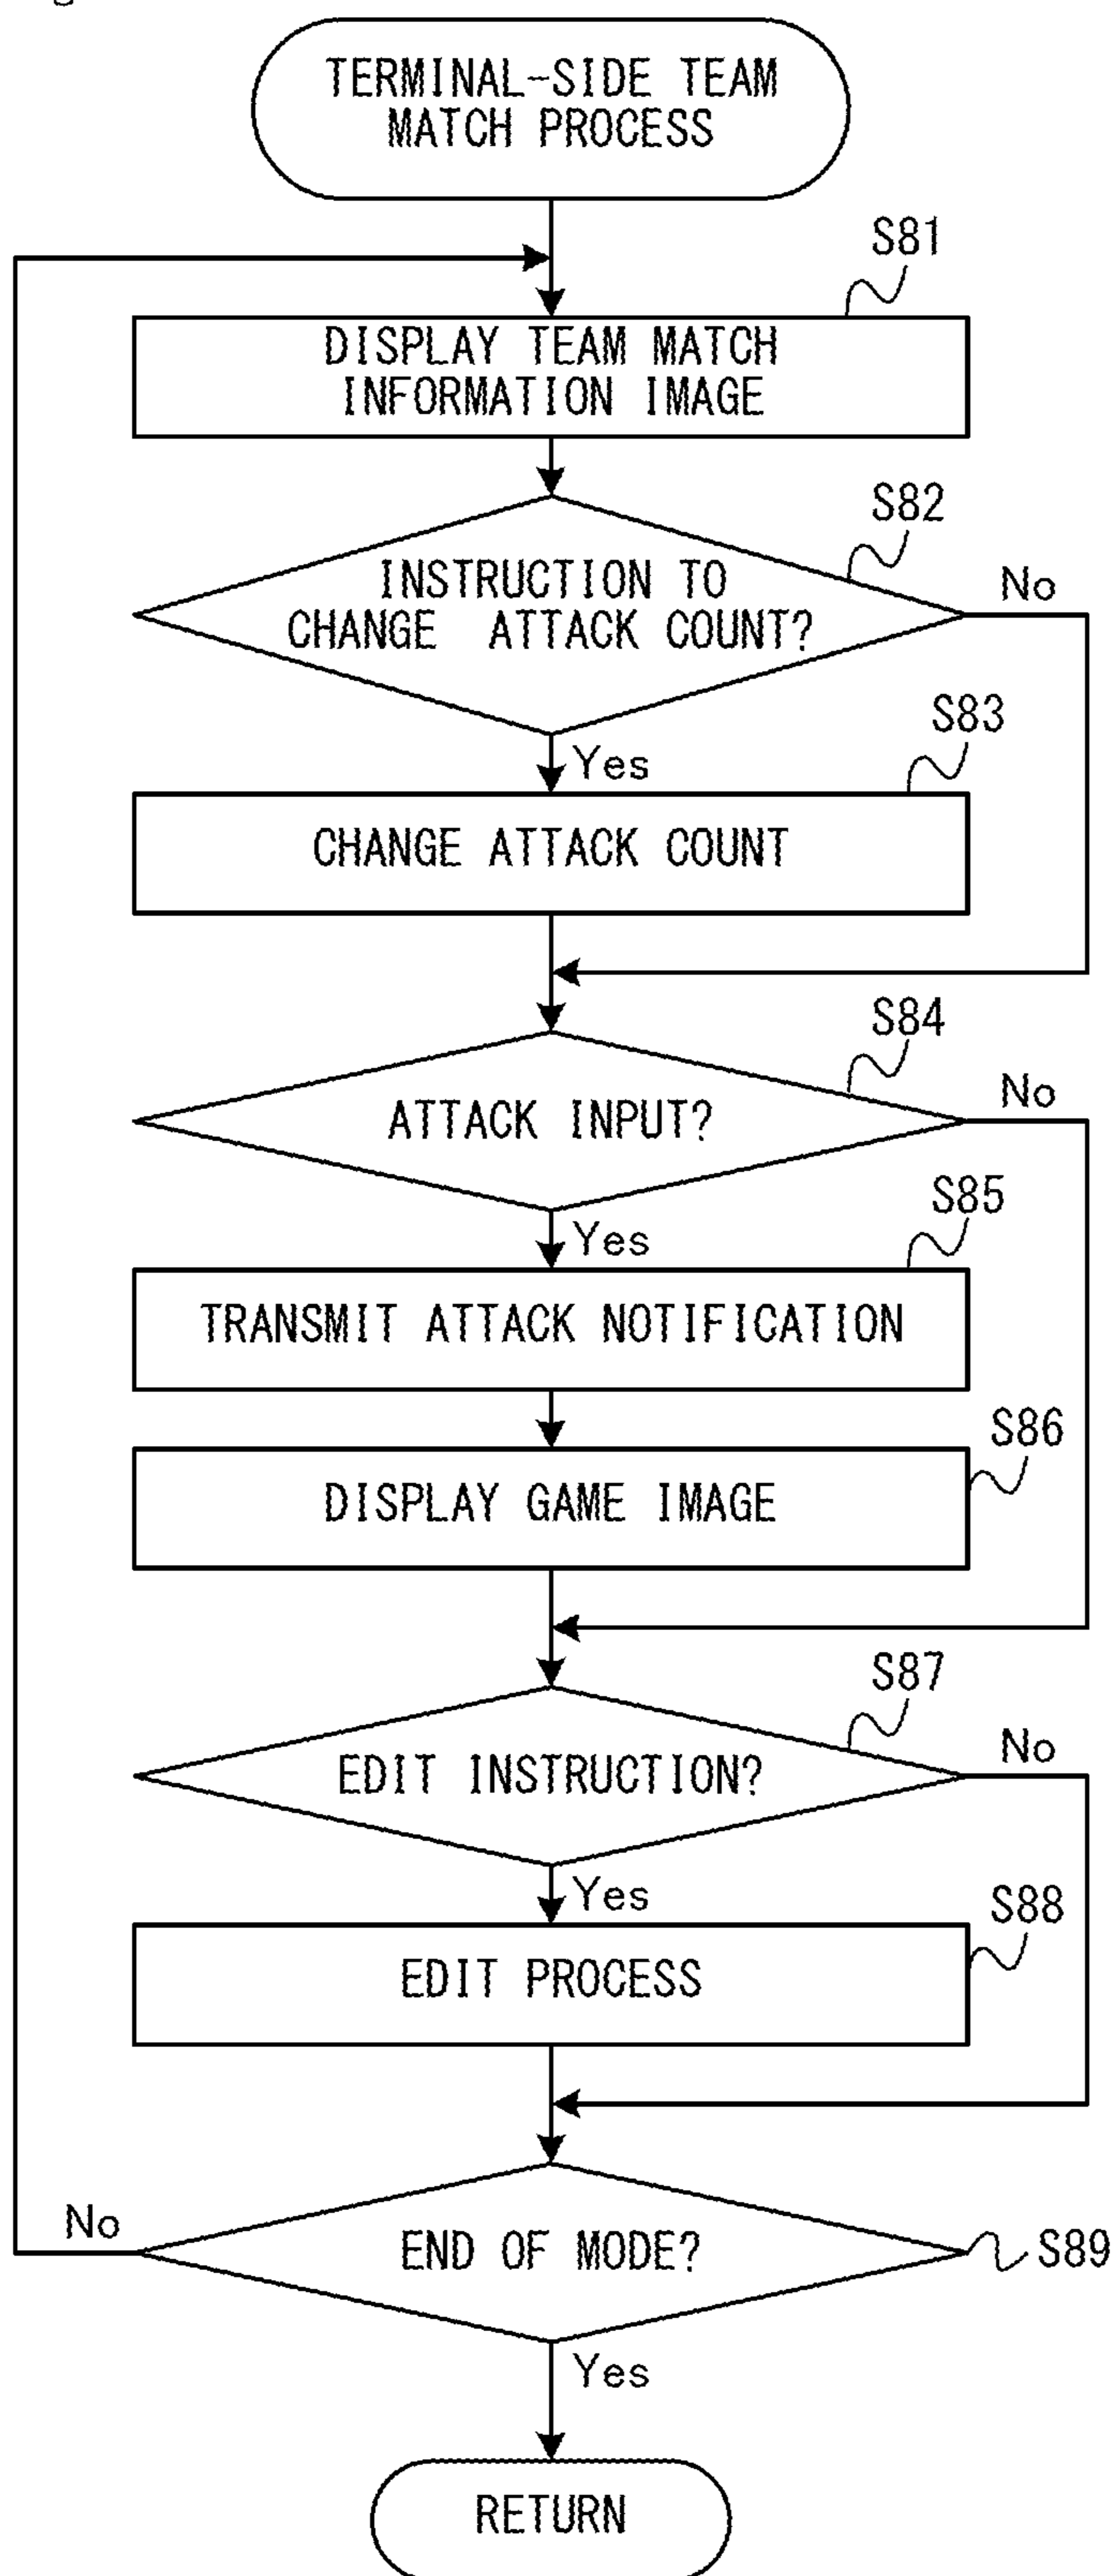 TERMINAL-SIDE TEAM
MATCH PROCESS
S81
DISPLAY TEAM MATCH
INFORMATION IMAGE
S82
INSTRUCTION TO
CHANGE ATTACK COUNT?
No
S83
Yes
CHANGE ATTACK COUNT
S84
ATTACK INPUT?
No
S85
Yes
TRANSMIT ATTACK NOTIFICATION
S86
DISPLAY GAME IMAGE
S87
EDIT INSTRUCTION?
No
Yes
S88
EDIT PROCESS
No
END OF MODE?
S89
Yes
RETURN